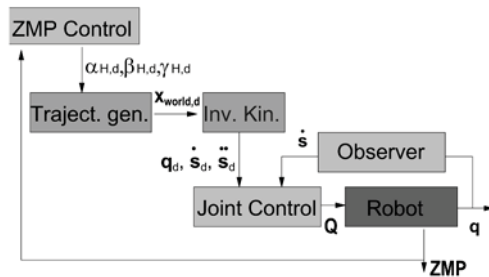 ZMP Control
αH,d,βH,d,γH,d
Traject. gen.
xworld,d
Inv. Kin.
qd, ṡd, s̈d
ṡ
Observer
Joint Control
Q
Robot
q
ZMP